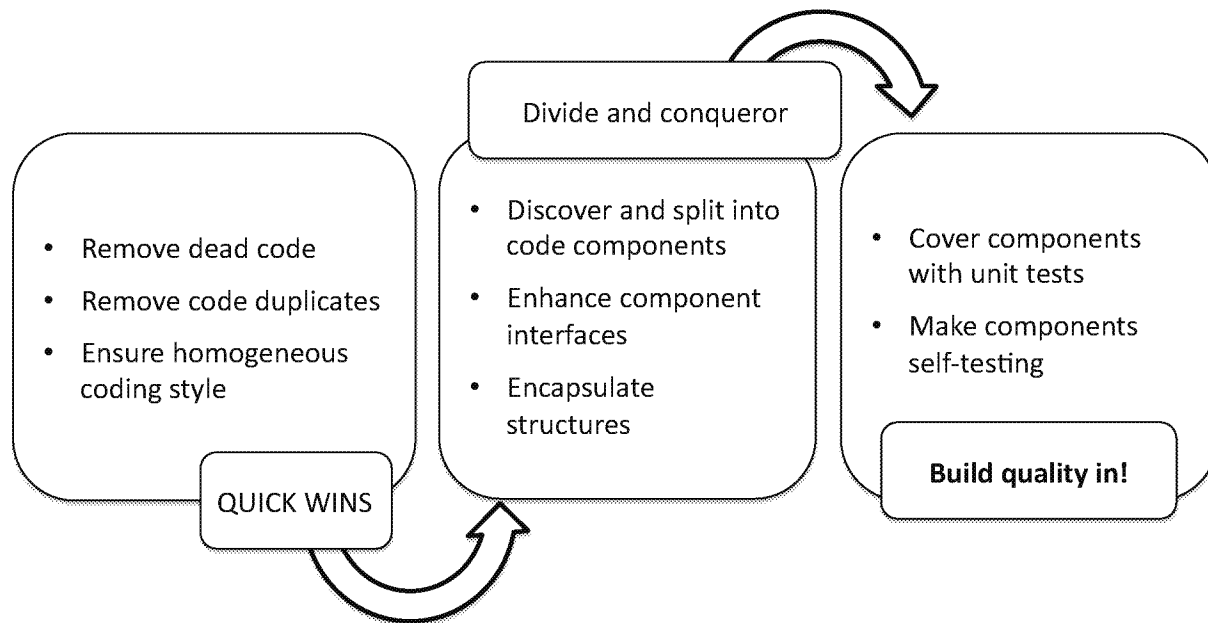 • Remove dead code
• Remove code duplicates
• Ensure homogeneous
coding style
QUICK WINS
Divide and conqueror
• Discover and split into
code components
• Enhance component
interfaces
• Encapsulate
structures
• Cover components
with unit tests
• Make components
self-testing
Build quality in!